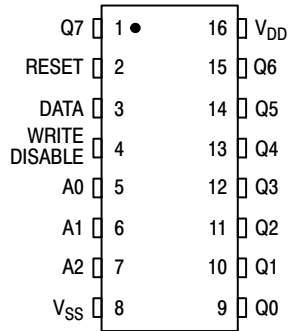 Q7 1 16 VDD
RESET 2 15 Q6
DATA 3 14 Q5
WRITE
DISABLE 4 13 Q4
A0 5 12 Q3
A1 6 11 Q2
A2 7 10 Q1
VSS 8 9 Q0